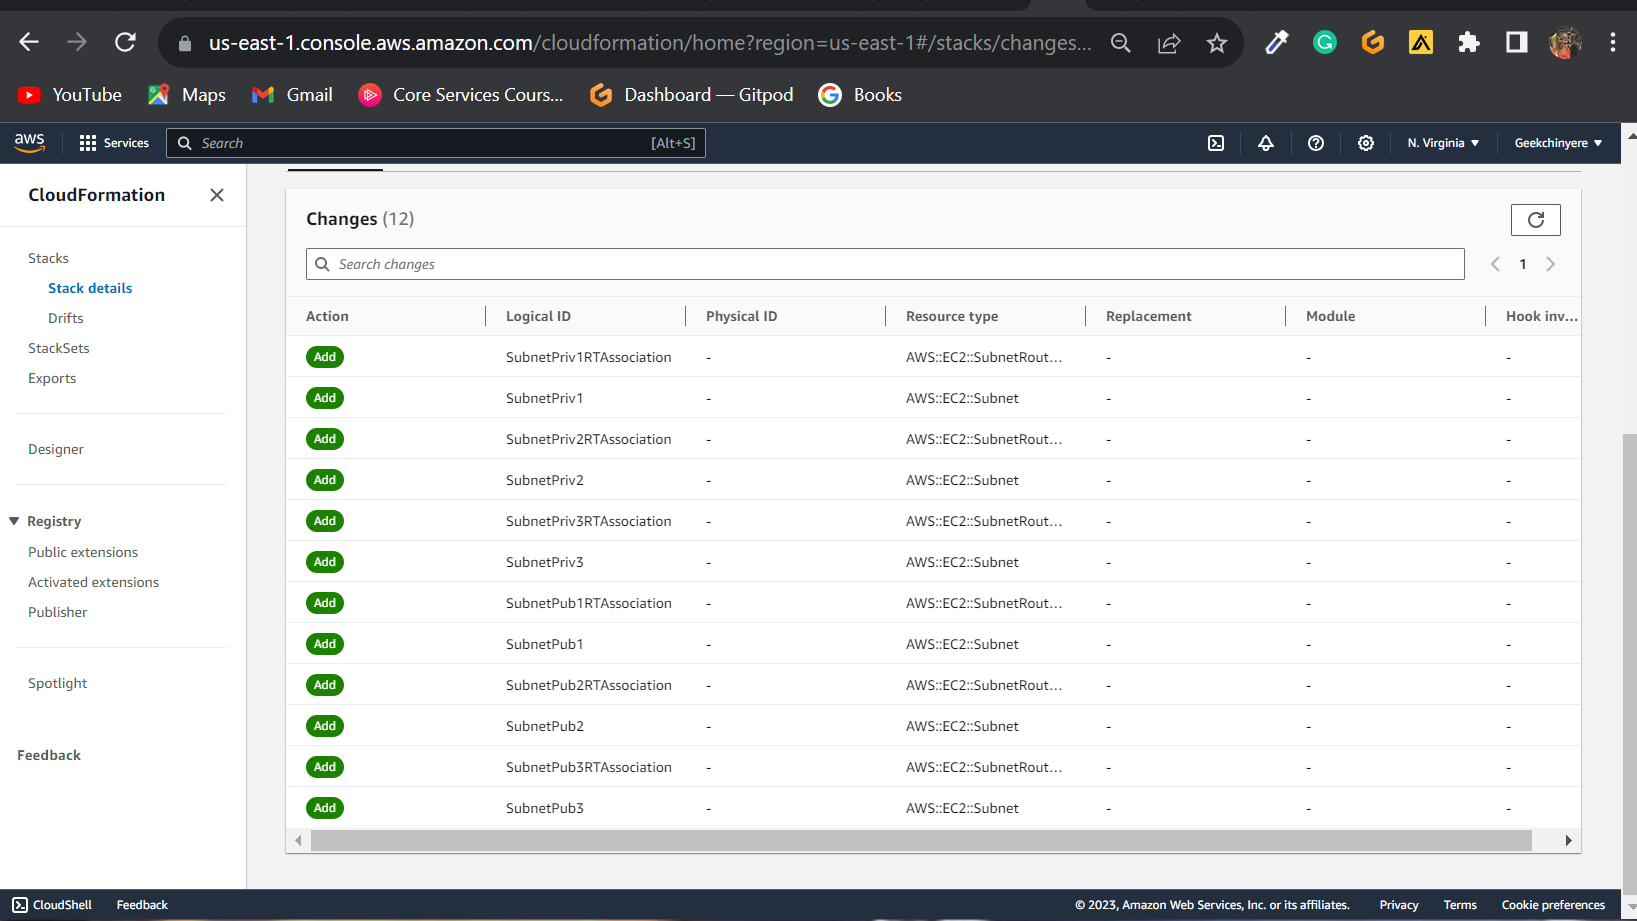 us-east-1.console.aws.amazon.com/cloudformation/home?region=us-east-1#/stacks/changes...
YouTube Maps Gmail Core Services Cours... Dashboard — Gitpod Books
aws Services Search [Alt+S] N. Virginia Geekchinyere
CloudFormation
Stacks
Stack details
Drifts
StackSets
Exports
Designer
Registry
Public extensions
Activated extensions
Publisher
Spotlight
Feedback
Changes (12)
Search changes
1
Action Logical ID Physical ID Resource type Replacement Module Hook inv...
Add SubnetPriv1RTAssociation - AWS::EC2::SubnetRout... - - -
Add SubnetPriv1 - AWS::EC2::Subnet - - -
Add SubnetPriv2RTAssociation - AWS::EC2::SubnetRout... - - -
Add SubnetPriv2 - AWS::EC2::Subnet - - -
Add SubnetPriv3RTAssociation - AWS::EC2::SubnetRout... - - -
Add SubnetPriv3 - AWS::EC2::Subnet - - -
Add SubnetPub1RTAssociation - AWS::EC2::SubnetRout... - - -
Add SubnetPub1 - AWS::EC2::Subnet - - -
Add SubnetPub2RTAssociation - AWS::EC2::SubnetRout... - - -
Add SubnetPub2 - AWS::EC2::Subnet - - -
Add SubnetPub3RTAssociation - AWS::EC2::SubnetRout... - - -
Add SubnetPub3 - AWS::EC2::Subnet - - -
CloudShell Feedback © 2023, Amazon Web Services, Inc. or its affiliates. Privacy Terms Cookie preferences